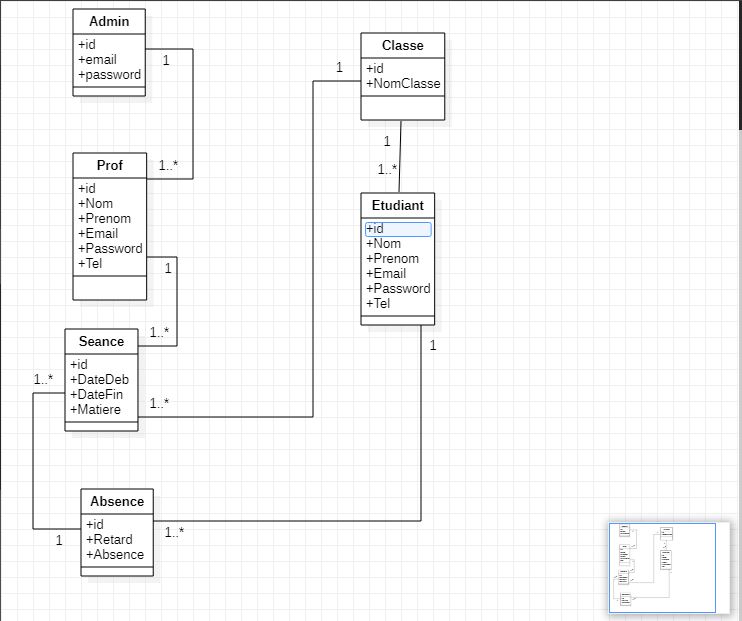 Admin
+id
+email
+password
1
1..*
Prof
+id
+Nom
+Prenom
+Email
+Password
+Tel
1
1..*
Seance
+id
+DateDeb
+DateFin
+Matiere
1..*
1..*
1
Absence
+id
+Retard
+Absence
1..*
Classe
+id
+NomClasse
1
1
1..*
Etudiant
+id
+Nom
+Prenom
+Email
+Password
+Tel
1